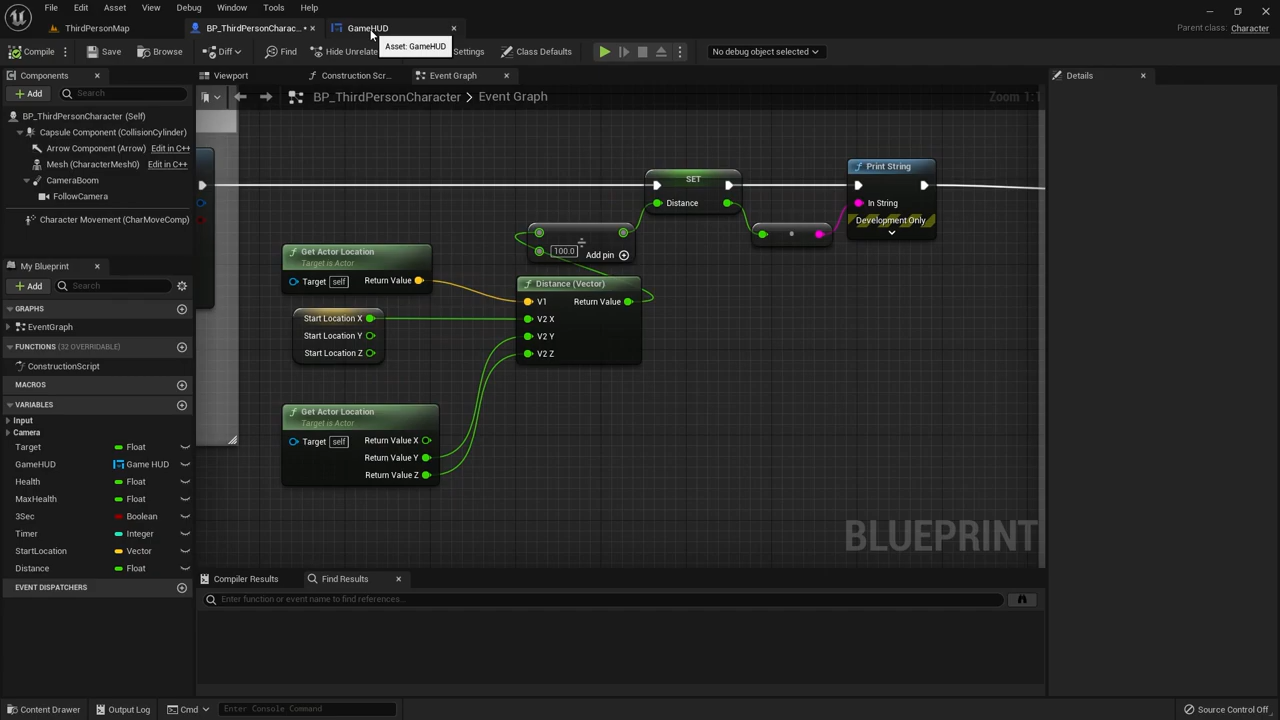 File Edit Asset View Debug Window Tools Help
ThirdPersonMap
BP_ThirdPersonCharac...
GameHUD
Parent class: Character
Asset: GameHUD
Compile
Save
Browse
Diff
Find
Hide Unrelate
Settings
Class Defaults
No debug object selected
Components
Viewport
Construction Scr...
Event Graph
Details
Add
Search
BP_ThirdPersonCharacter > Event Graph
Zoom 1:1
BP_ThirdPersonCharacter (Self)
Capsule Component (CollisionCylinder)
Arrow Component (Arrow) Edit in C++
Mesh (CharacterMesh0) Edit in C++
CameraBoom
FollowCamera
Character Movement (CharMoveComp)
My Blueprint
Add
Search
GRAPHS
EventGraph
FUNCTIONS (32 OVERRIDABLE)
ConstructionScript
MACROS
VARIABLES
Input
Camera
Target Float
GameHUD Game HUD
Health Float
MaxHealth Float
3Sec Boolean
Timer Integer
StartLocation Vector
Distance Float
EVENT DISPATCHERS
SET
Distance
Print String
In String
Development Only
100.0
Add pin
Get Actor Location
Target is Actor
Target self Return Value
Start Location X
Start Location Y
Start Location Z
Distance (Vector)
V1 Return Value
V2 X
V2 Y
V2 Z
Get Actor Location
Target is Actor
Target self Return Value X
Return Value Y
Return Value Z
BLUEPRINT
Compiler Results
Find Results
Enter function or event name to find references...
Content Drawer
Output Log
Cmd
Enter Console Command
Source Control Off